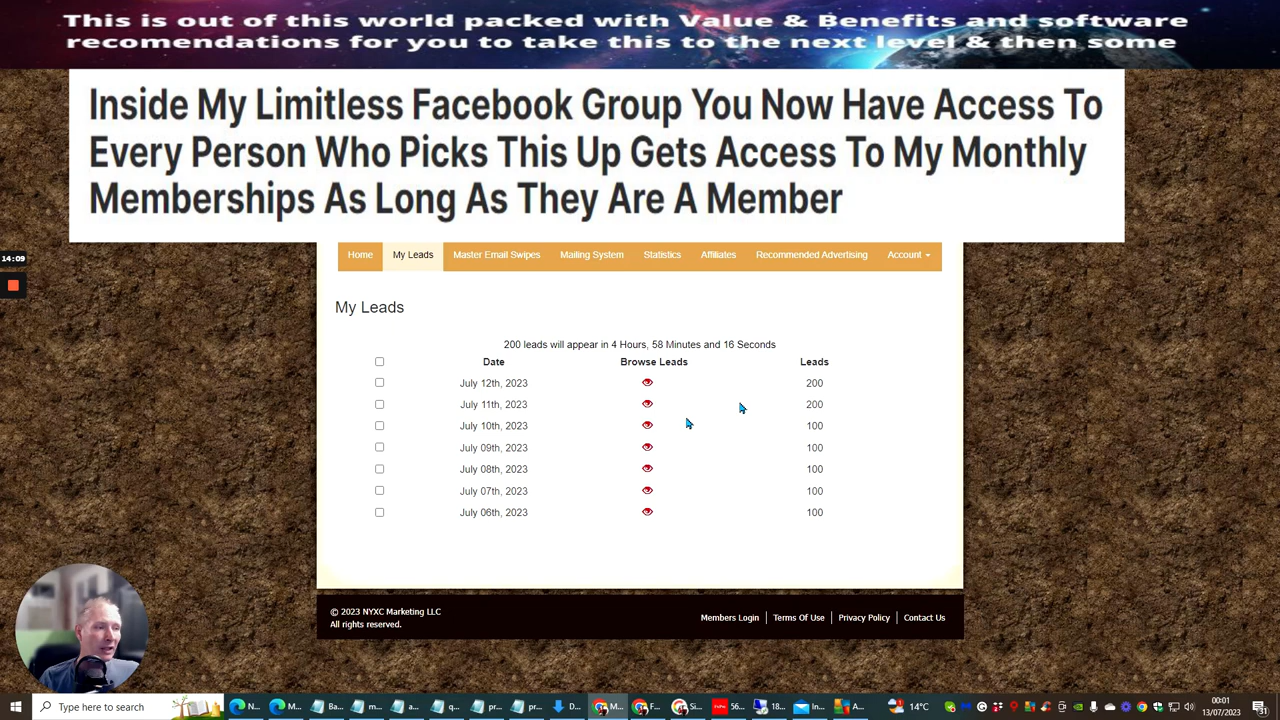 This is out of this world packed with Value & Benefits and software
recomendations for you to take this to the next level & then some
Inside My Limitless Facebook Group You Now Have Access To
Every Person Who Picks This Up Gets Access To My Monthly
Memberships As Long As They Are A Member
Home My Leads Master Email Swipes Mailing System Statistics Affiliates Recommended Advertising Account
14:09
My Leads
200 leads will appear in 4 Hours, 58 Minutes and 16 Seconds
Date Browse Leads Leads
July 12th, 2023 200
July 11th, 2023 200
July 10th, 2023 100
July 09th, 2023 100
July 08th, 2023 100
July 07th, 2023 100
July 06th, 2023 100
© 2023 NYXC Marketing LLC
All rights reserved.
Members Login Terms Of Use Privacy Policy Contact Us
Type here to search N... M... Ba... m... a... q... pr... pr... D... M... F... Si... 56... 18... In... A... 14°C
00:01
13/07/2023